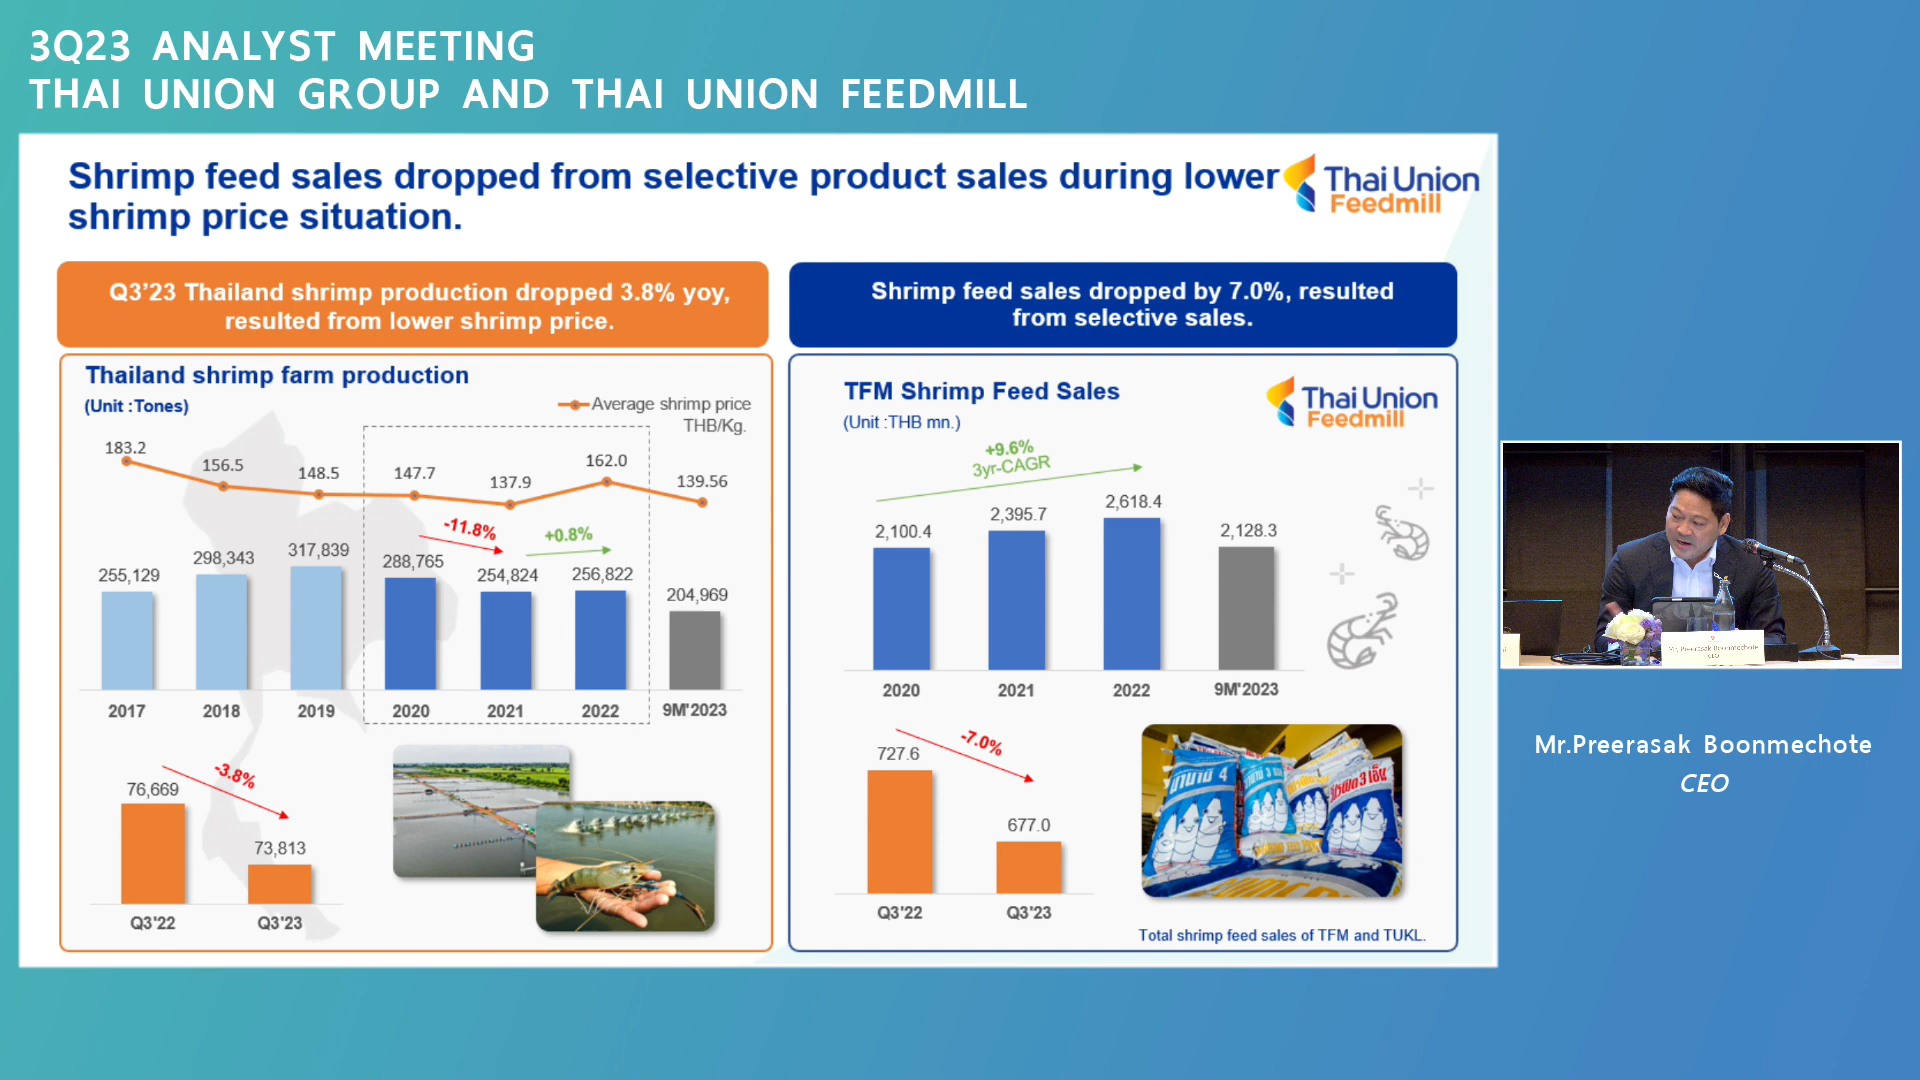 3Q23 ANALYST MEETING
THAI UNION GROUP AND THAI UNION FEEDMILL
Shrimp feed sales dropped from selective product sales during lower
shrimp price situation.
Thai Union
Feedmill
Q3'23 Thailand shrimp production dropped 3.8% yoy,
resulted from lower shrimp price.
Thailand shrimp farm production
(Unit :Tones)
Average shrimp price
THB/Kg.
183.2
156.5
148.5
147.7
137.9
162.0
139.56
-11.8%
+0.8%
255,129
298,343
317,839
288,765
254,824
256,822
204,969
2017
2018
2019
2020
2021
2022
9M'2023
-3.8%
76,669
73,813
Q3'22
Q3'23
Shrimp feed sales dropped by 7.0%, resulted
from selective sales.
TFM Shrimp Feed Sales
(Unit :THB mn.)
Thai Union
Feedmill
+9.6%
3yr-CAGR
2,100.4
2,395.7
2,618.4
2,128.3
2020
2021
2022
9M'2023
-7.0%
727.6
677.0
Q3'22
Q3'23
Total shrimp feed sales of TFM and TUKL.
Mr. Preerasak Boonmechote
CEO
Mr.Preerasak Boonmechote
CEO